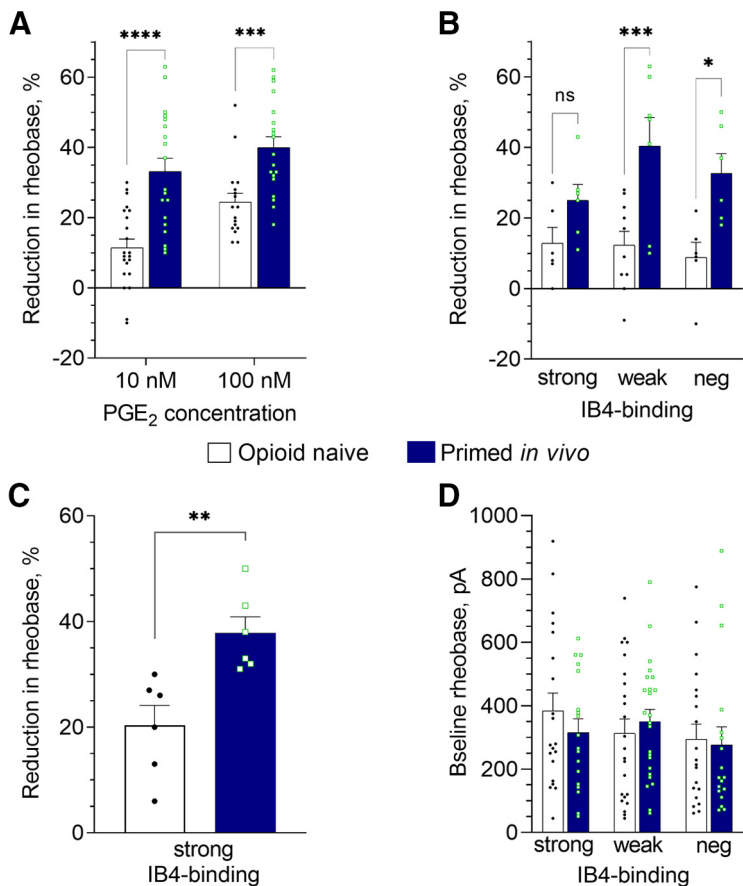 A
Reduction in rheobase, %
60
40
20
0
-20
****
***
10 nM
100 nM
PGE2 concentration
B
Reduction in rheobase, %
60
40
20
0
-20
ns
***
*
strong
weak
neg
IB4-binding
Opioid naive
Primed in vivo
C
Reduction in rheobase, %
60
40
20
0
**
strong
IB4-binding
D
Bseline rheobase, pA
1000
800
600
400
200
0
strong
weak
neg
IB4-binding